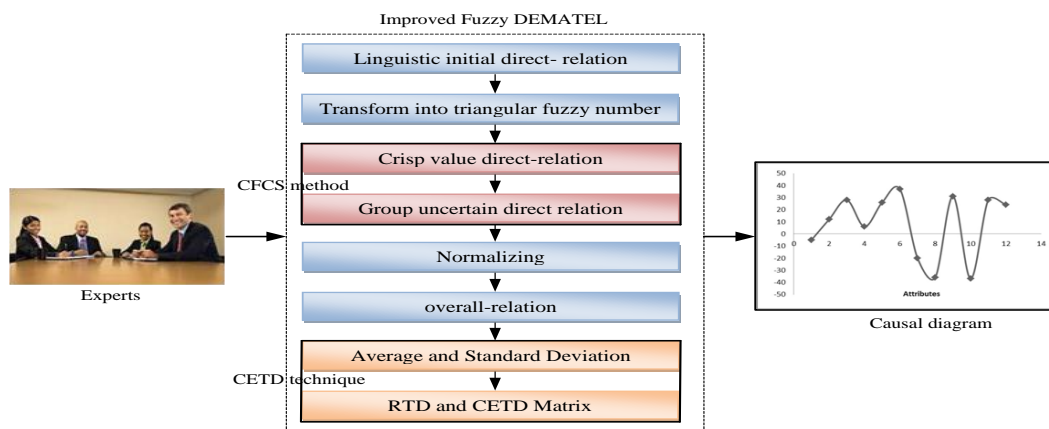 Improved Fuzzy DEMATEL
Linguistic initial direct- relation
Transform into triangular fuzzy number
Crisp value direct-relation
CFCS method
Group uncertain direct relation
Normalizing
overall-relation
Average and Standard Deviation
CETD technique
RTD and CETD Matrix
Experts
50
40
30
20
10
0
-10
-20
-30
-40
-50
0 2 4 6 8 10 12 14
Attributes
Causal diagram